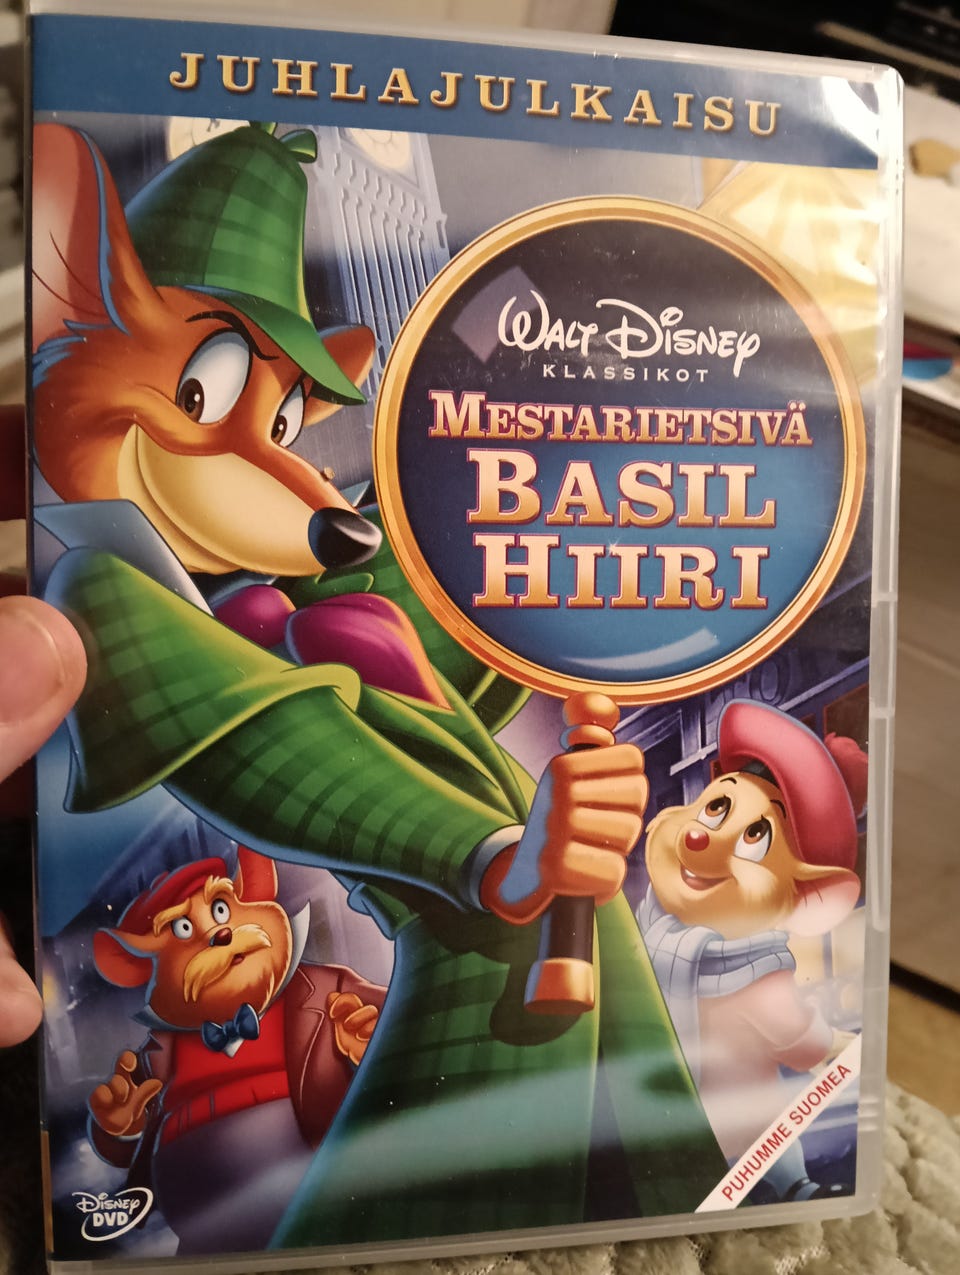 JUHLAJULKAISU
WALT DISNEY
KLASSIKOT
MESTARIETSIVÄ
BASIL
HIIRI
PUHUMME SUOMEA
DISNEY
DVD